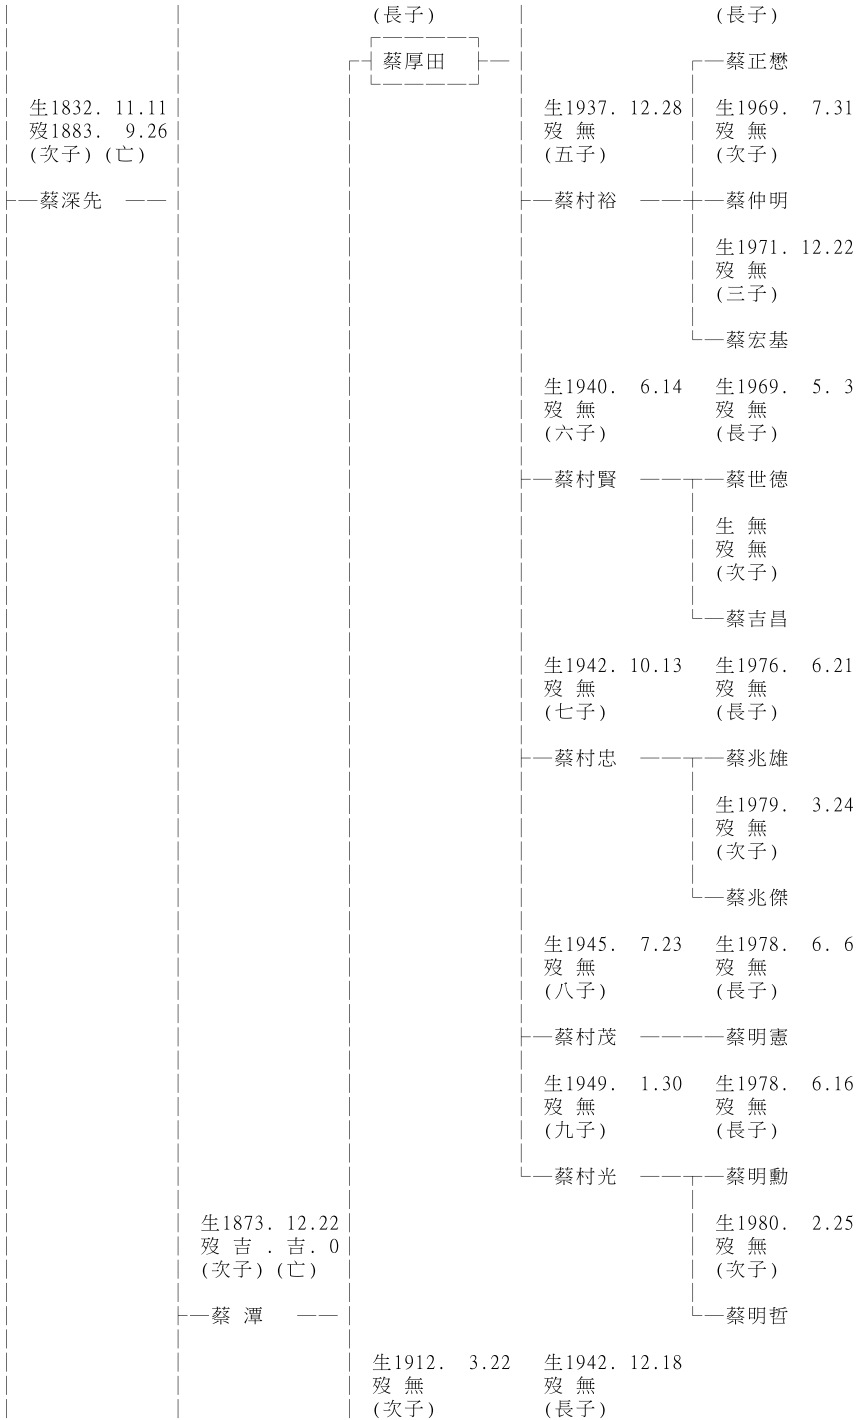 (長子) (長子)
蔡厚田 蔡正懋
生1832. 11.11 生1937. 12.28 生1969. 7.31
歿1883. 9.26 歿 無 歿 無
(次子)(亡) (五子) (次子)
蔡深先 蔡村裕 蔡仲明
生1971. 12.22
歿 無
(三子)
蔡宏基
生1940. 6.14 生1969. 5. 3
歿 無 歿 無
(六子) (長子)
蔡村賢 蔡世德
生 無
歿 無
(次子)
蔡吉昌
生1942. 10.13 生1976. 6.21
歿 無 歿 無
(七子) (長子)
蔡村忠 蔡兆雄
生1979. 3.24
歿 無
(次子)
蔡兆傑
生1945. 7.23 生1978. 6. 6
歿 無 歿 無
(八子) (長子)
蔡村茂 蔡明憲
生1949. 1.30 生1978. 6.16
歿 無 歿 無
(九子) (長子)
蔡村光 蔡明勳
生1873. 12.22 生1980. 2.25
歿 吉 . 吉. 0 歿 無
(次子)(亡) (次子)
蔡 潭 蔡明哲
生1912. 3.22 生1942. 12.18
歿 無 歿 無
(次子) (長子)